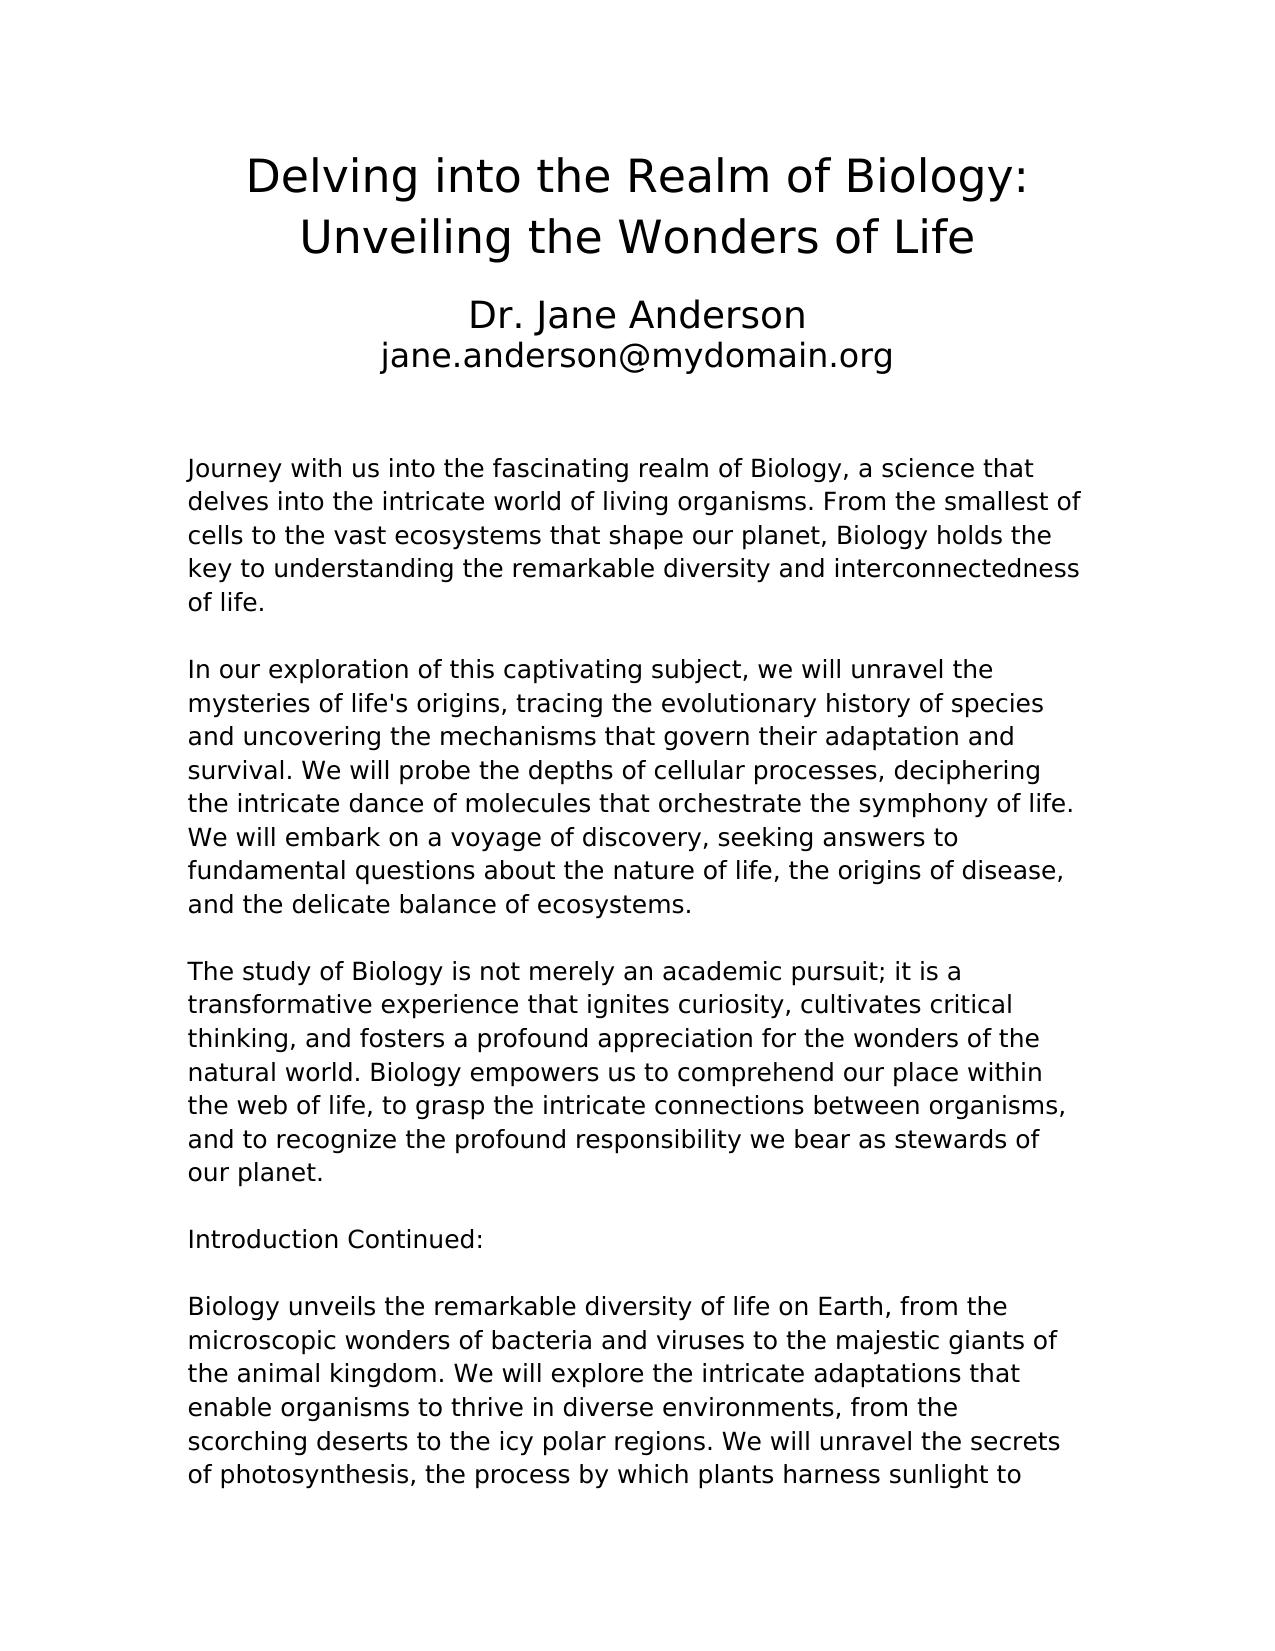 Delving into the Realm of Biology:
Unveiling the Wonders of Life
Dr. Jane Anderson
jane.anderson@mydomain.org
Journey with us into the fascinating realm of Biology, a science that
delves into the intricate world of living organisms. From the smallest of
cells to the vast ecosystems that shape our planet, Biology holds the
key to understanding the remarkable diversity and interconnectedness
of life.
In our exploration of this captivating subject, we will unravel the
mysteries of life's origins, tracing the evolutionary history of species
and uncovering the mechanisms that govern their adaptation and
survival. We will probe the depths of cellular processes, deciphering
the intricate dance of molecules that orchestrate the symphony of life.
We will embark on a voyage of discovery, seeking answers to
fundamental questions about the nature of life, the origins of disease,
and the delicate balance of ecosystems.
The study of Biology is not merely an academic pursuit; it is a
transformative experience that ignites curiosity, cultivates critical
thinking, and fosters a profound appreciation for the wonders of the
natural world. Biology empowers us to comprehend our place within
the web of life, to grasp the intricate connections between organisms,
and to recognize the profound responsibility we bear as stewards of
our planet.
Introduction Continued:
Biology unveils the remarkable diversity of life on Earth, from the
microscopic wonders of bacteria and viruses to the majestic giants of
the animal kingdom. We will explore the intricate adaptations that
enable organisms to thrive in diverse environments, from the
scorching deserts to the icy polar regions. We will unravel the secrets
of photosynthesis, the process by which plants harness sunlight to